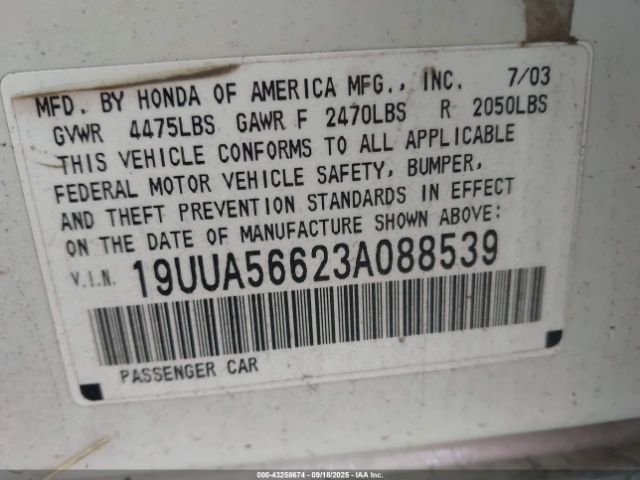 MFD. BY HONDA OF AMERICA MFG., INC. 7/03
GVWR 4475LBS GAWR F 2470LBS R 2050LBS
THIS VEHICLE CONFORMS TO ALL APPLICABLE
FEDERAL MOTOR VEHICLE SAFETY, BUMPER,
AND THEFT PREVENTION STANDARDS IN EFFECT
ON THE DATE OF MANUFACTURE SHOWN ABOVE:
V.I.N. 19UUA56623A088539
PASSENGER CAR
000-43258674 - 09/18/2025 - IAA Inc.